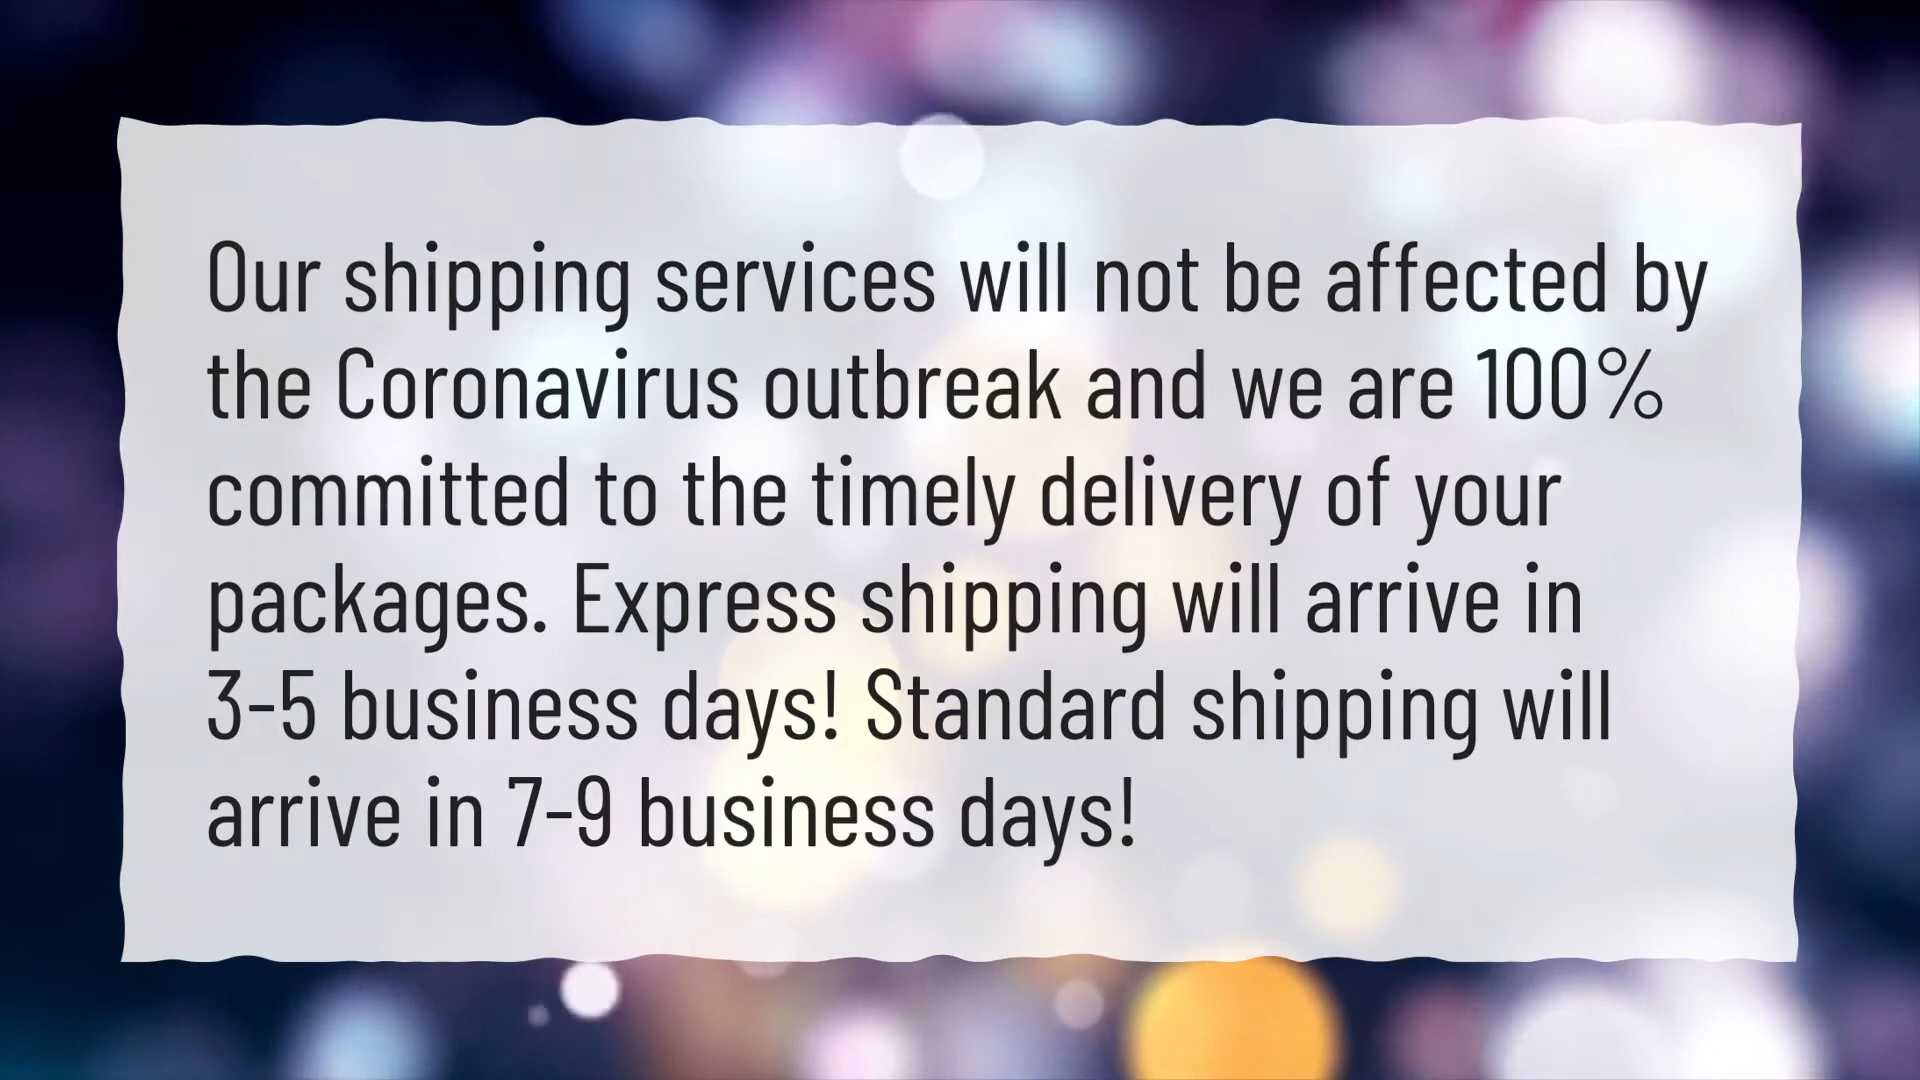 Our shipping services will not be affected by
the Coronavirus outbreak and we are 100%
committed to the timely delivery of your
packages. Express shipping will arrive in
3-5 business days! Standard shipping will
arrive in 7-9 business days!